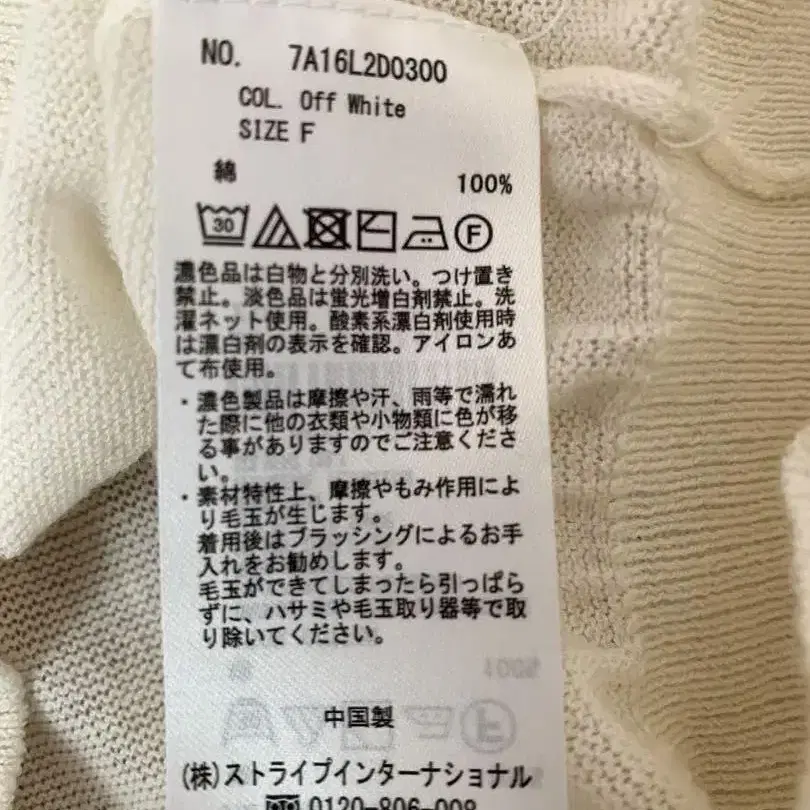 NO. 7A16L2D0300
COL. Off White
SIZE F
綿 100%
30 F
濃色品は白物と分別洗い。つけ置き
禁止。淡色品は蛍光増白剤禁止。洗
濯ネット使用。酸素系漂白剤使用時
は漂白剤の表示を確認。アイロンあ
て布使用。
・濃色製品は摩擦や汗、雨等で濡れ
た際に他の衣類や小物類に色が移
る事がありますのでご注意くださ
い。
・素材特性上、摩擦やもみ作用によ
り毛玉が生じます。
着用後はブラッシングによるお手
入れをお勧めします。
毛玉ができてしまったら引っぱら
ずに、ハサミや毛玉取り器等で取
り除いてください。
中国製
(株)ストライプインターナショナル
0120-806-008